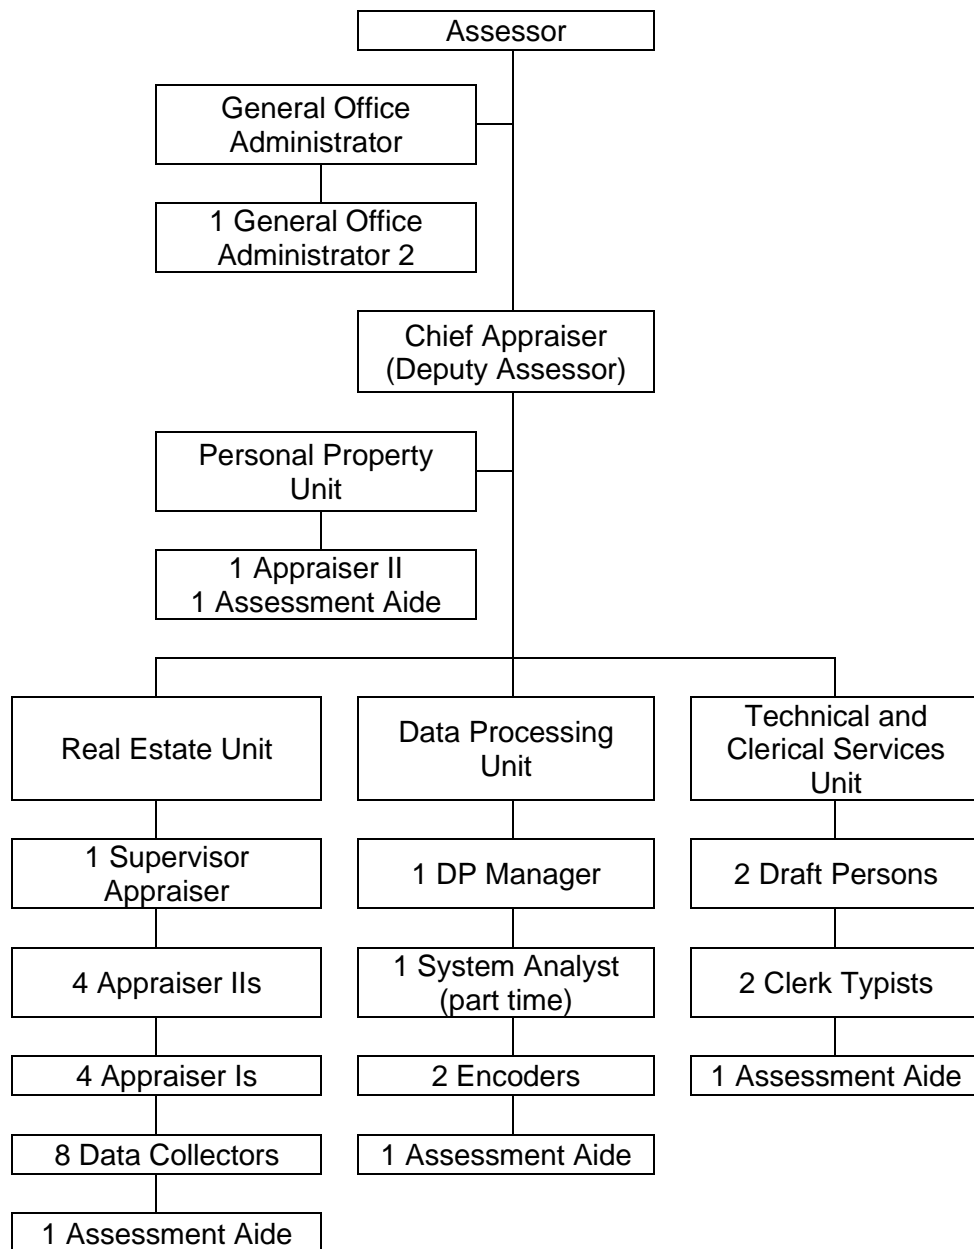 Assessor
General Office
Administrator
1 General Office
Administrator 2
Chief Appraiser
(Deputy Assessor)
Personal Property
Unit
1 Appraiser II
1 Assessment Aide
Real Estate Unit
1 Supervisor
Appraiser
4 Appraiser IIs
4 Appraiser Is
8 Data Collectors
1 Assessment Aide
Data Processing
Unit
1 DP Manager
1 System Analyst
(part time)
2 Encoders
1 Assessment Aide
Technical and
Clerical Services
Unit
2 Draft Persons
2 Clerk Typists
1 Assessment Aide